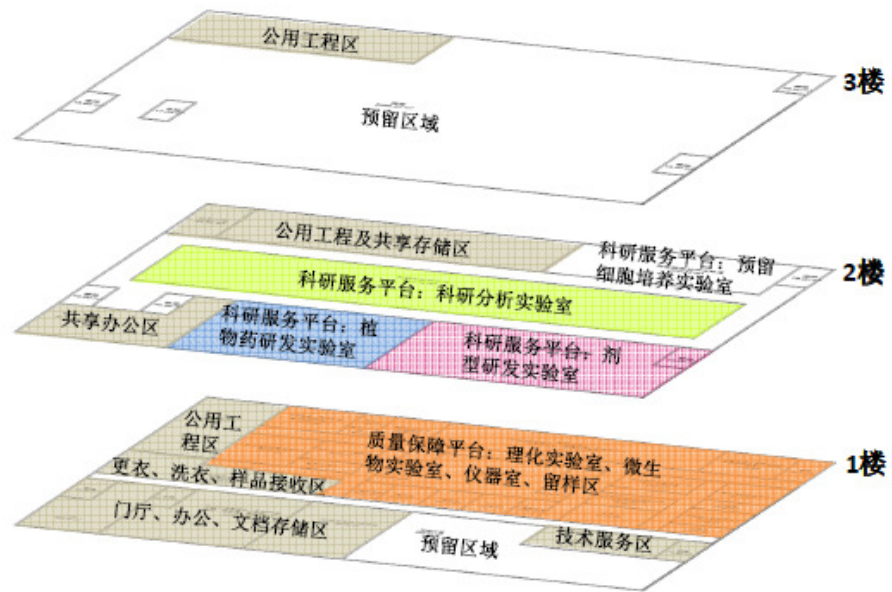 公用工程区
3楼
预留区域
公用工程及共享存储区
科研服务平台：预留
细胞培养实验室
2楼
科研服务平台：科研分析实验室
共享办公区
科研服务平台：植
物药研发实验室
科研服务平台：剂
型研发实验室
公用工
程区
质量保障平台：理化实验室、微生
物实验室、仪器室、留样区
1楼
更衣、洗衣、样品接收区
门厅、办公、文档存储区
预留区域
技术服务区